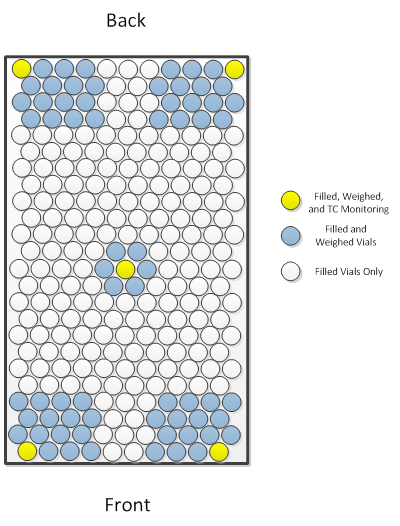 Back
Filled, Weighed,
and TC Monitoring
Filled and
Weighed Vials
Filled Vials Only
Front